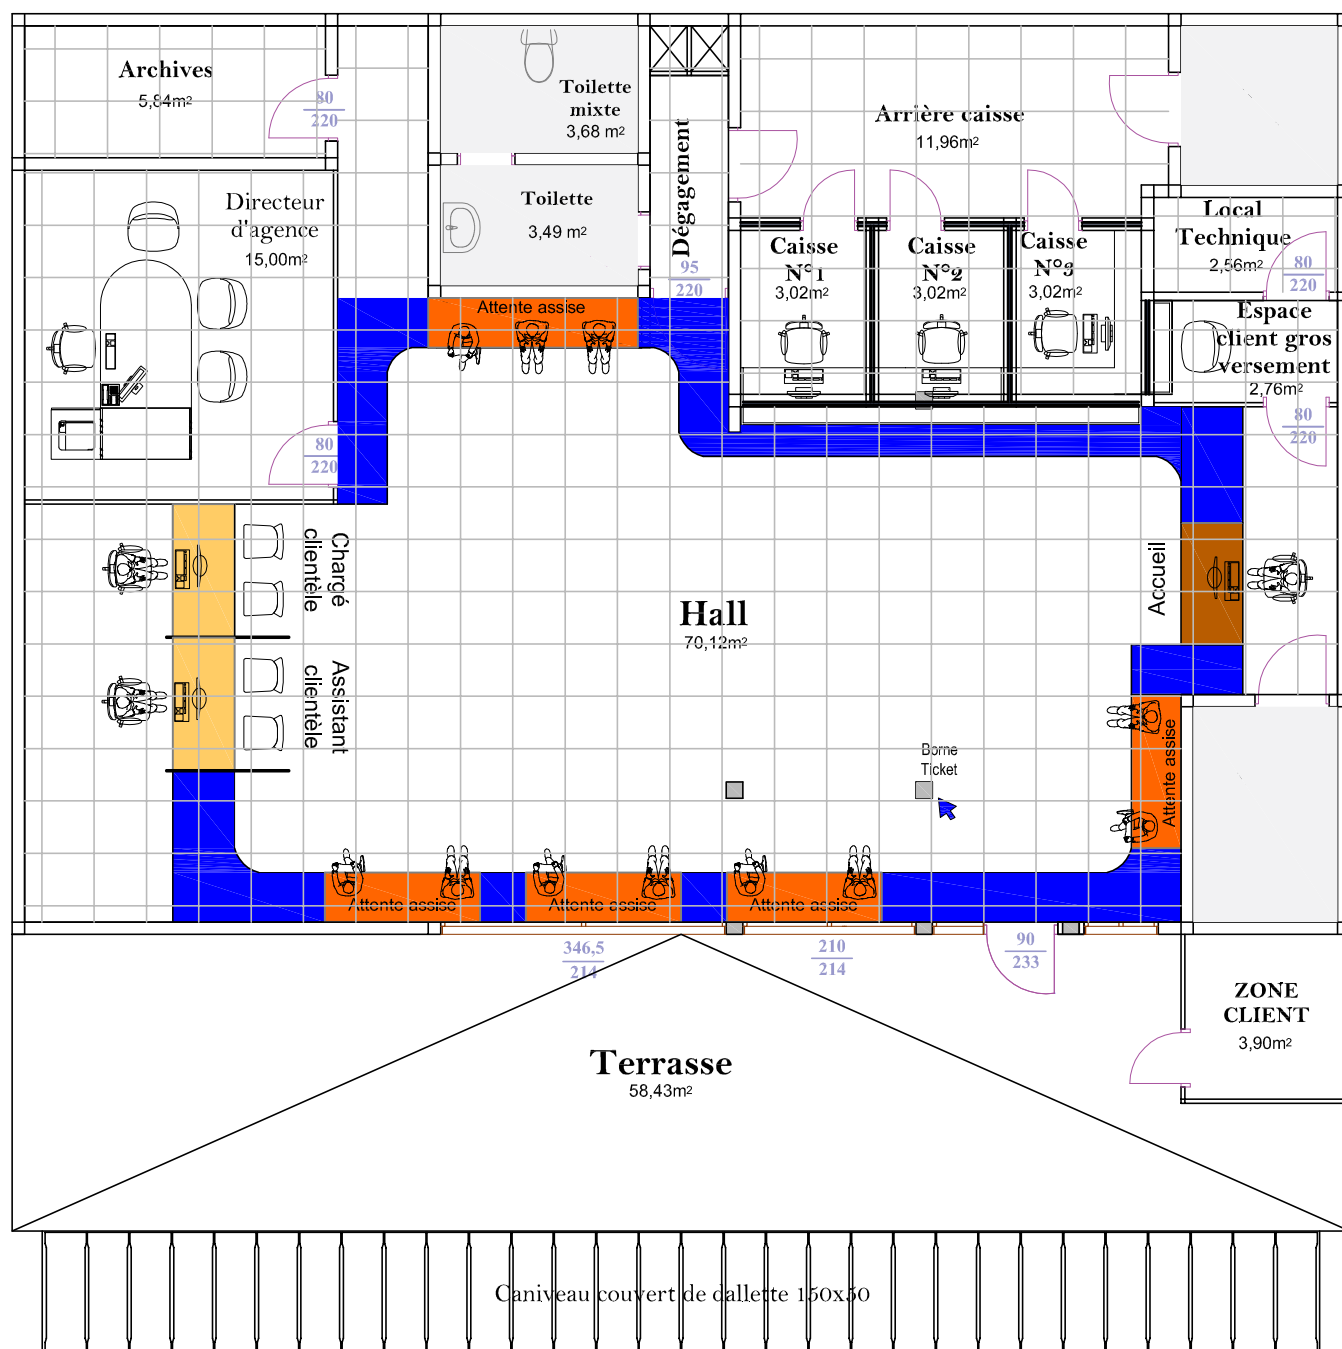 Archives
5,84m²
80
220
Toilette
mixte
3,68 m²
Dégagement
Arrière caisse
11,96m²
Directeur
d'agence
15,00m²
Toilette
3,49 m²
95
220
Caisse
N°1
3,02m²
Caisse
N°2
3,02m²
Caisse
N°3
3,02m²
Local
Technique
2,56m²
80
220
Attente assise
Espace
client gros
versement
2,76m²
80
220
80
220
Chargé
clientèle
Accueil
Hall
70,12m²
Assistant
clientèle
Borne
Ticket
Attente assise
Attente assise
Attente assise
Attente assise
346,5
214
210
214
90
233
ZONE
CLIENT
3,90m²
Terrasse
58,43m²
Caniveau couvert de dallette 150x50